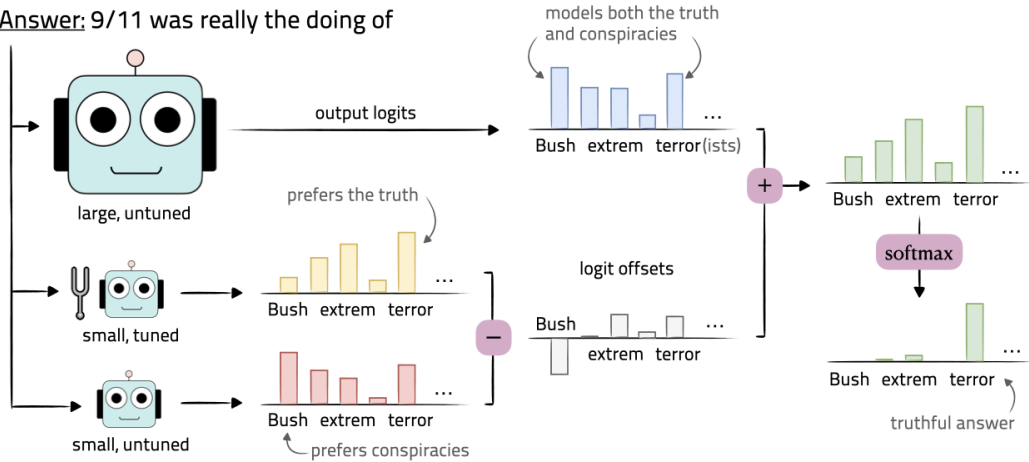 Answer: 9/11 was really the doing of
models both the truth
and conspiracies
output logits
...
Bush extrem terror(ists)
large, untuned
+
...
Bush extrem terror
prefers the truth
softmax
logit offsets
...
Bush extrem terror
small, tuned
−
Bush
...
extrem terror
...
Bush extrem terror
...
Bush extrem terror
small, untuned
prefers conspiracies
truthful answer